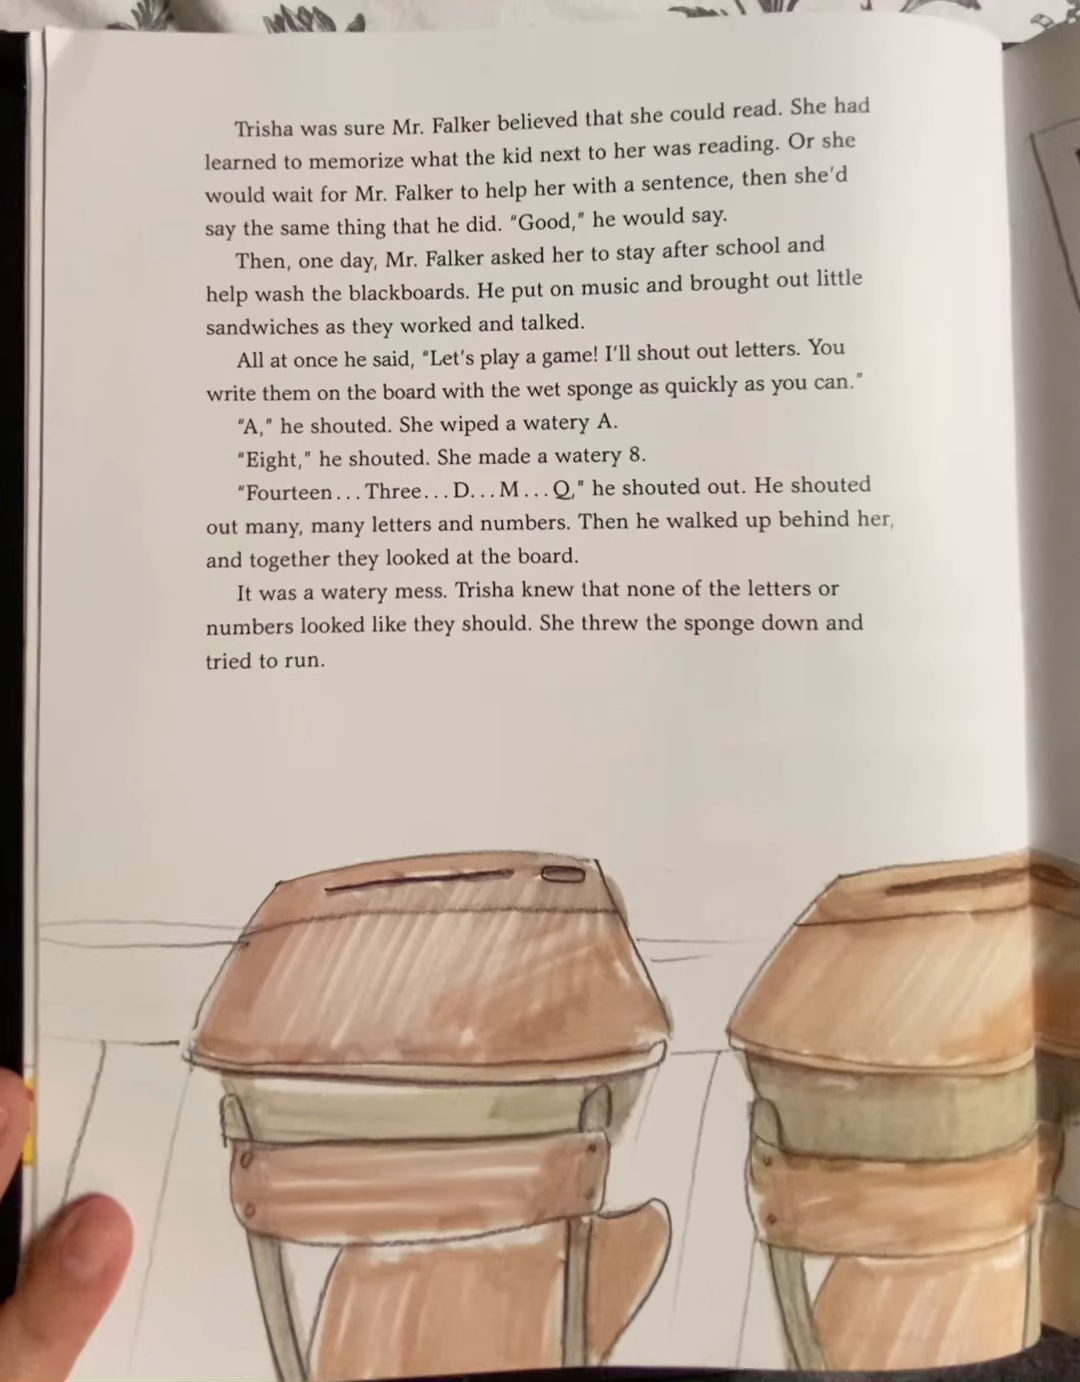 Trisha was sure Mr. Falker believed that she could read. She had
learned to memorize what the kid next to her was reading. Or she
would wait for Mr. Falker to help her with a sentence, then she'd
say the same thing that he did. "Good," he would say.
Then, one day, Mr. Falker asked her to stay after school and
help wash the blackboards. He put on music and brought out little
sandwiches as they worked and talked.
All at once he said, "Let's play a game! I'll shout out letters. You
write them on the board with the wet sponge as quickly as you can."
"A," he shouted. She wiped a watery A.
"Eight," he shouted. She made a watery 8.
"Fourteen... Three... D... M... Q," he shouted out. He shouted
out many, many letters and numbers. Then he walked up behind her,
and together they looked at the board.
It was a watery mess. Trisha knew that none of the letters or
numbers looked like they should. She threw the sponge down and
tried to run.